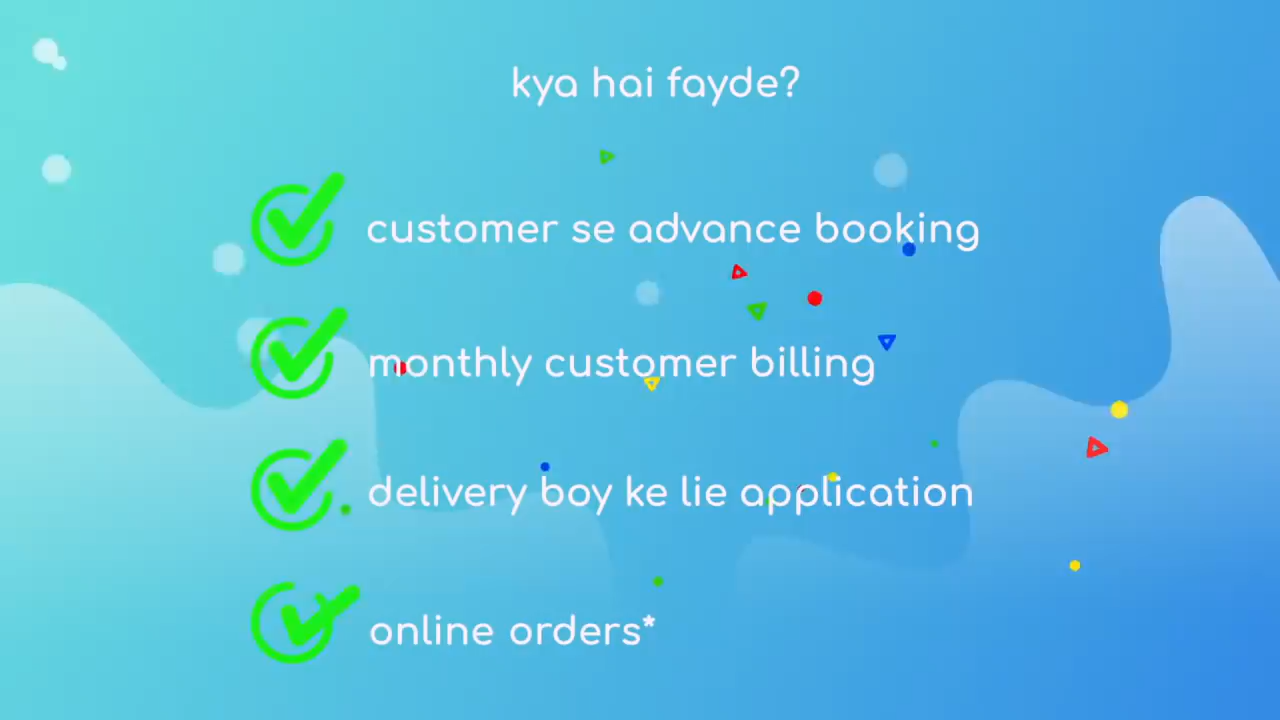 kya hai fayde?
customer se advance booking
monthly customer billing
delivery boy ke lie application
online orders*